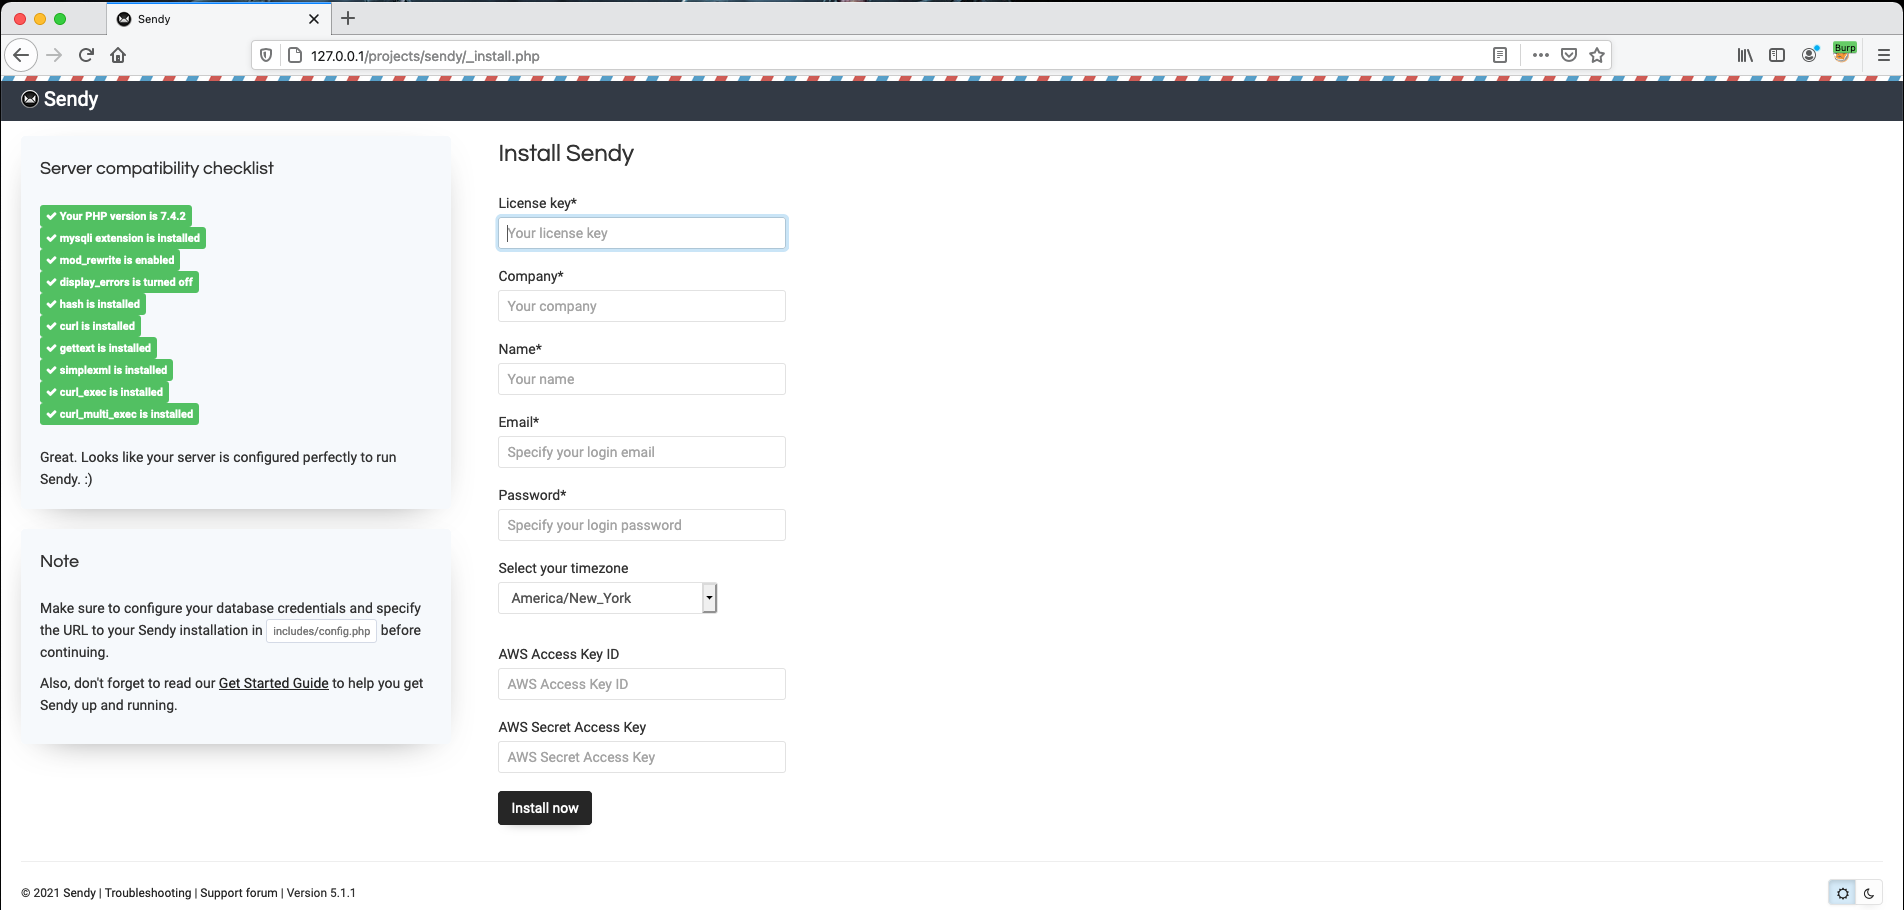 Sendy
127.0.0.1/projects/sendy/_install.php
Burp
Sendy
Server compatibility checklist
Your PHP version is 7.4.2
mysqli extension is installed
mod_rewrite is enabled
display_errors is turned off
hash is installed
curl is installed
gettext is installed
simplexml is installed
curl_exec is installed
curl_multi_exec is installed
Great. Looks like your server is configured perfectly to run
Sendy. :)
Note
Make sure to configure your database credentials and specify
the URL to your Sendy installation in includes/config.php before
continuing.
Also, don't forget to read our Get Started Guide to help you get
Sendy up and running.
Install Sendy
License key*
Your license key
Company*
Your company
Name*
Your name
Email*
Specify your login email
Password*
Specify your login password
Select your timezone
America/New_York
AWS Access Key ID
AWS Access Key ID
AWS Secret Access Key
AWS Secret Access Key
Install now
© 2021 Sendy | Troubleshooting | Support forum | Version 5.1.1